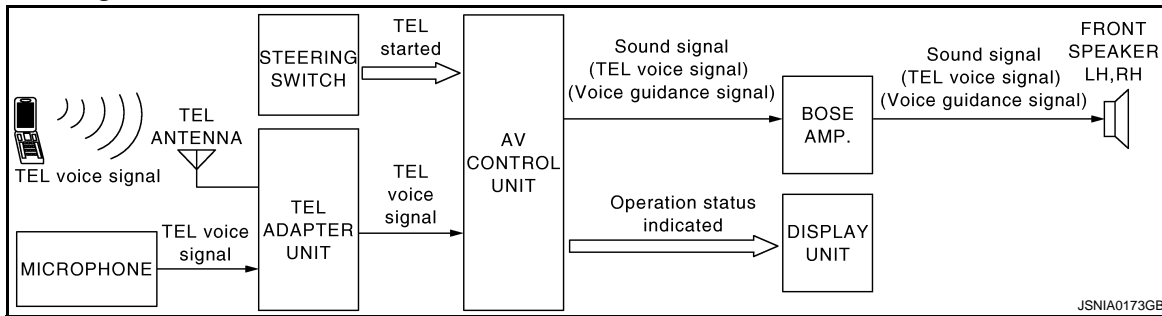 TEL voice signal
TEL
ANTENNA
MICROPHONE
TEL voice
signal
STEERING
SWITCH
TEL
ADAPTER
UNIT
TEL
started
TEL
voice
signal
AV
CONTROL
UNIT
Sound signal
(TEL voice signal)
(Voice guidance signal)
Operation status
indicated
BOSE
AMP.
DISPLAY
UNIT
Sound signal
(TEL voice signal)
(Voice guidance signal)
FRONT
SPEAKER
LH,RH
JSNIA0173GB